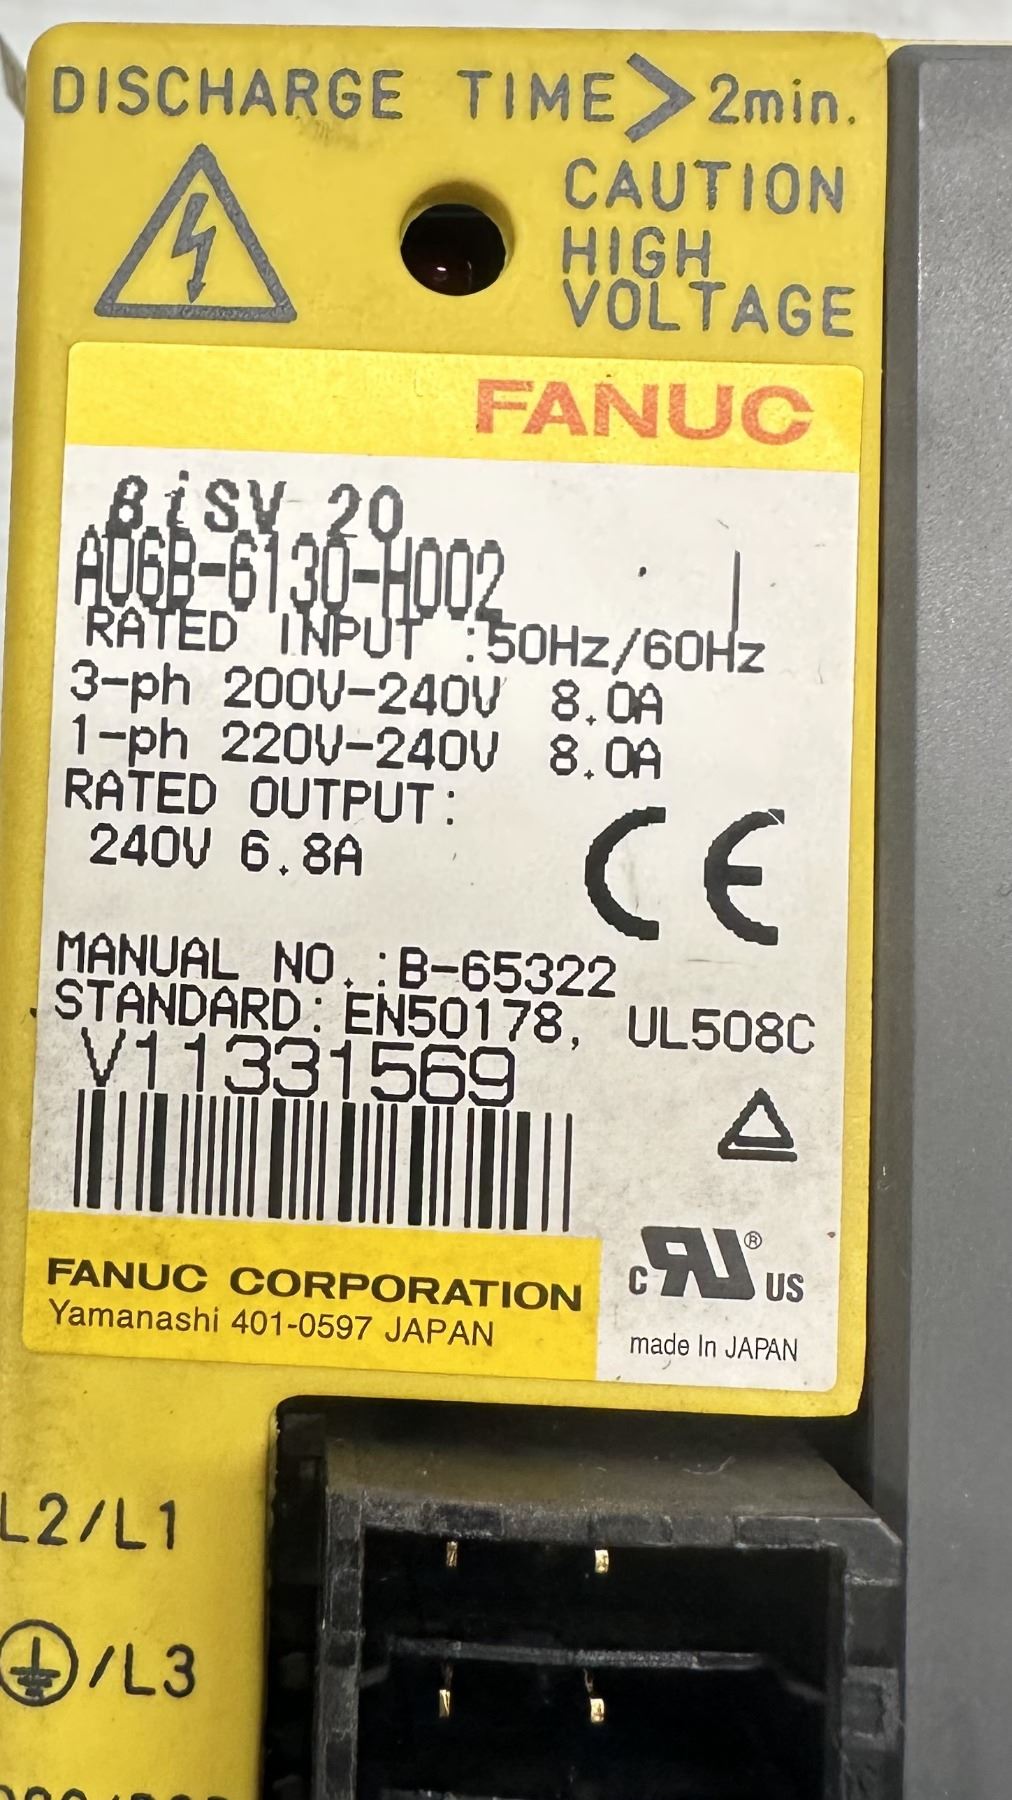 DISCHARGE TIME > 2min.
CAUTION
HIGH
VOLTAGE
FANUC
βiSV 20
A06B-6130-H002
RATED INPUT :50Hz/60Hz
3-ph 200V-240V 8.0A
1-ph 220V-240V 8.0A
RATED OUTPUT:
240V 6.8A
CE
MANUAL NO.:B-65322
STANDARD: EN50178, UL508C
V11331569
FANUC CORPORATION
Yamanashi 401-0597 JAPAN
c RU ® US
made In JAPAN
L2/L1
/L3